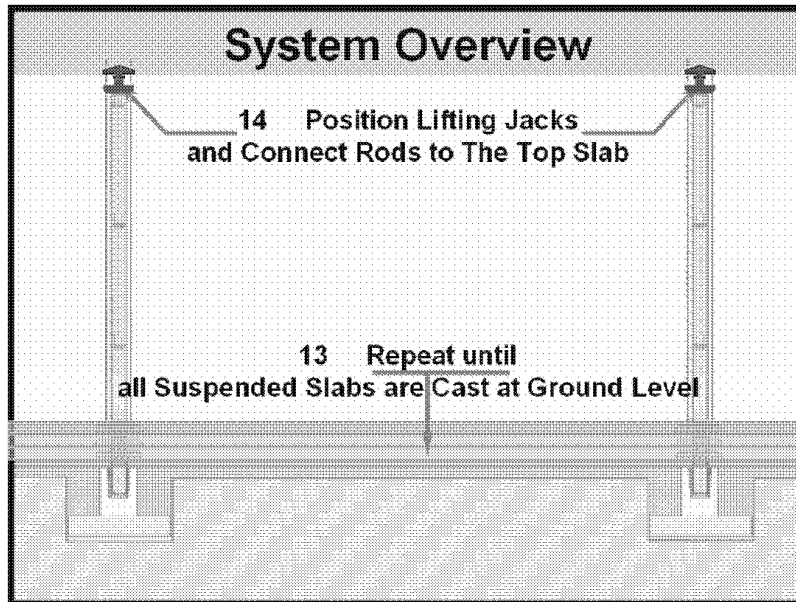 System Overview
14 Position Lifting Jacks
and Connect Rods to The Top Slab
13 Repeat until
all Suspended Slabs are Cast at Ground Level